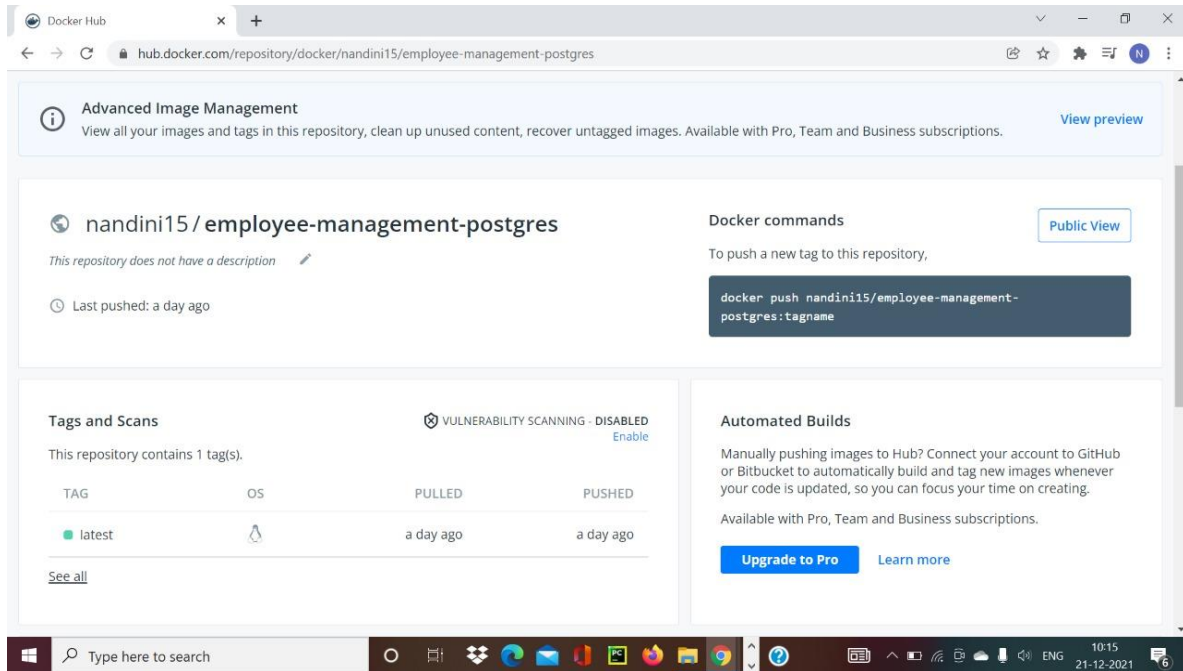 Docker Hub
hub.docker.com/repository/docker/nandini15/employee-management-postgres
N
Advanced Image Management
View all your images and tags in this repository, clean up unused content, recover untagged images. Available with Pro, Team and Business subscriptions.
View preview
nandini15 / employee-management-postgres
This repository does not have a description
Last pushed: a day ago
Docker commands
Public View
To push a new tag to this repository,
docker push nandini15/employee-management-
postgres:tagname
Tags and Scans
VULNERABILITY SCANNING - DISABLED
Enable
This repository contains 1 tag(s).
TAG OS PULLED PUSHED
latest a day ago a day ago
See all
Automated Builds
Manually pushing images to Hub? Connect your account to GitHub
or Bitbucket to automatically build and tag new images whenever
your code is updated, so you can focus your time on creating.
Available with Pro, Team and Business subscriptions.
Upgrade to Pro Learn more
Type here to search
PC
ENG
10:15
21-12-2021
6